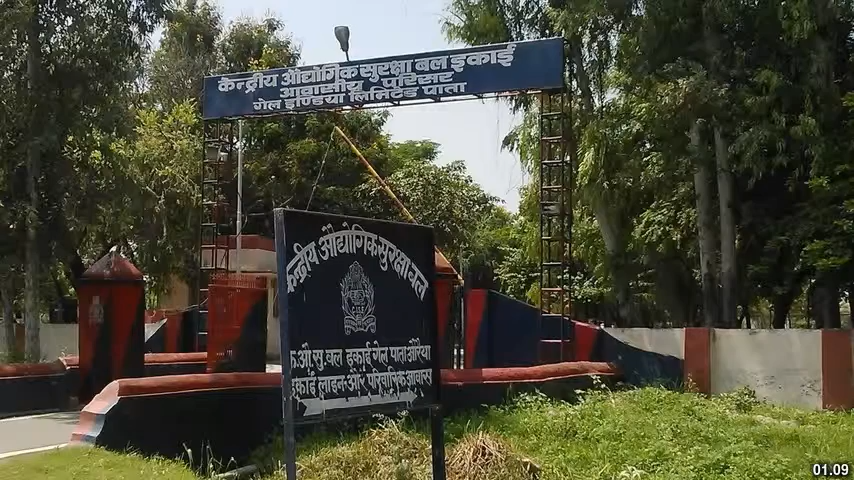 केन्द्रीय औद्योगिक सुरक्षा बल इकाई
आवासीय परिसर
गेल इण्डिया लिमिटेड पाता
केन्द्रीय औद्योगिक सुरक्षा बल
CISF
के.औ.सु.बल इकाई गेल पाता औरैया
इकाई लाइन और पारिवारिक आवास
01.09